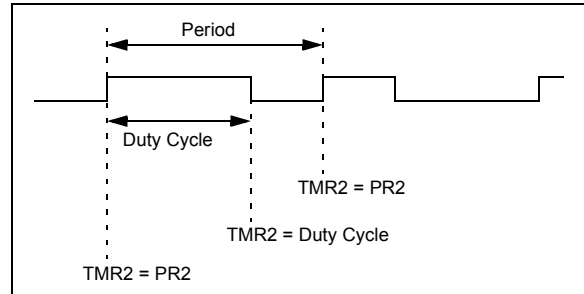 Period
Duty Cycle
TMR2 = PR2
TMR2 = Duty Cycle
TMR2 = PR2